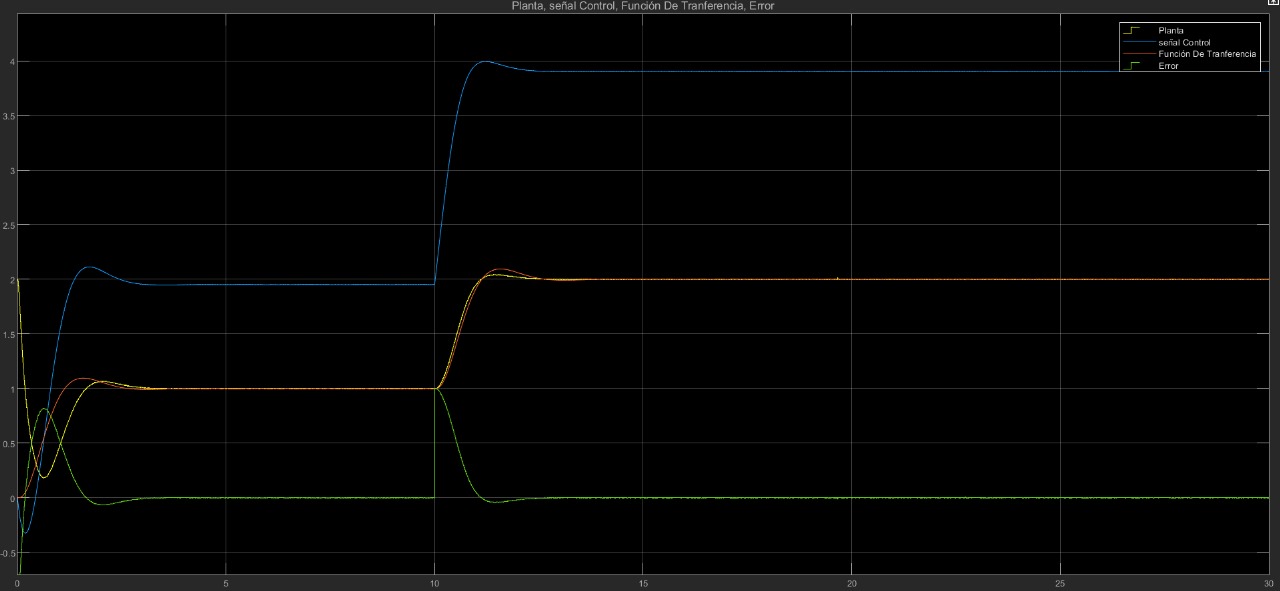 Planta, señal Control, Función De Tranferencia, Error
Planta
señal Control
Función De Tranferencia
Error
4
3.5
3
2.5
2
1.5
1
0.5
0
-0.5
0 5 10 15 20 25 30